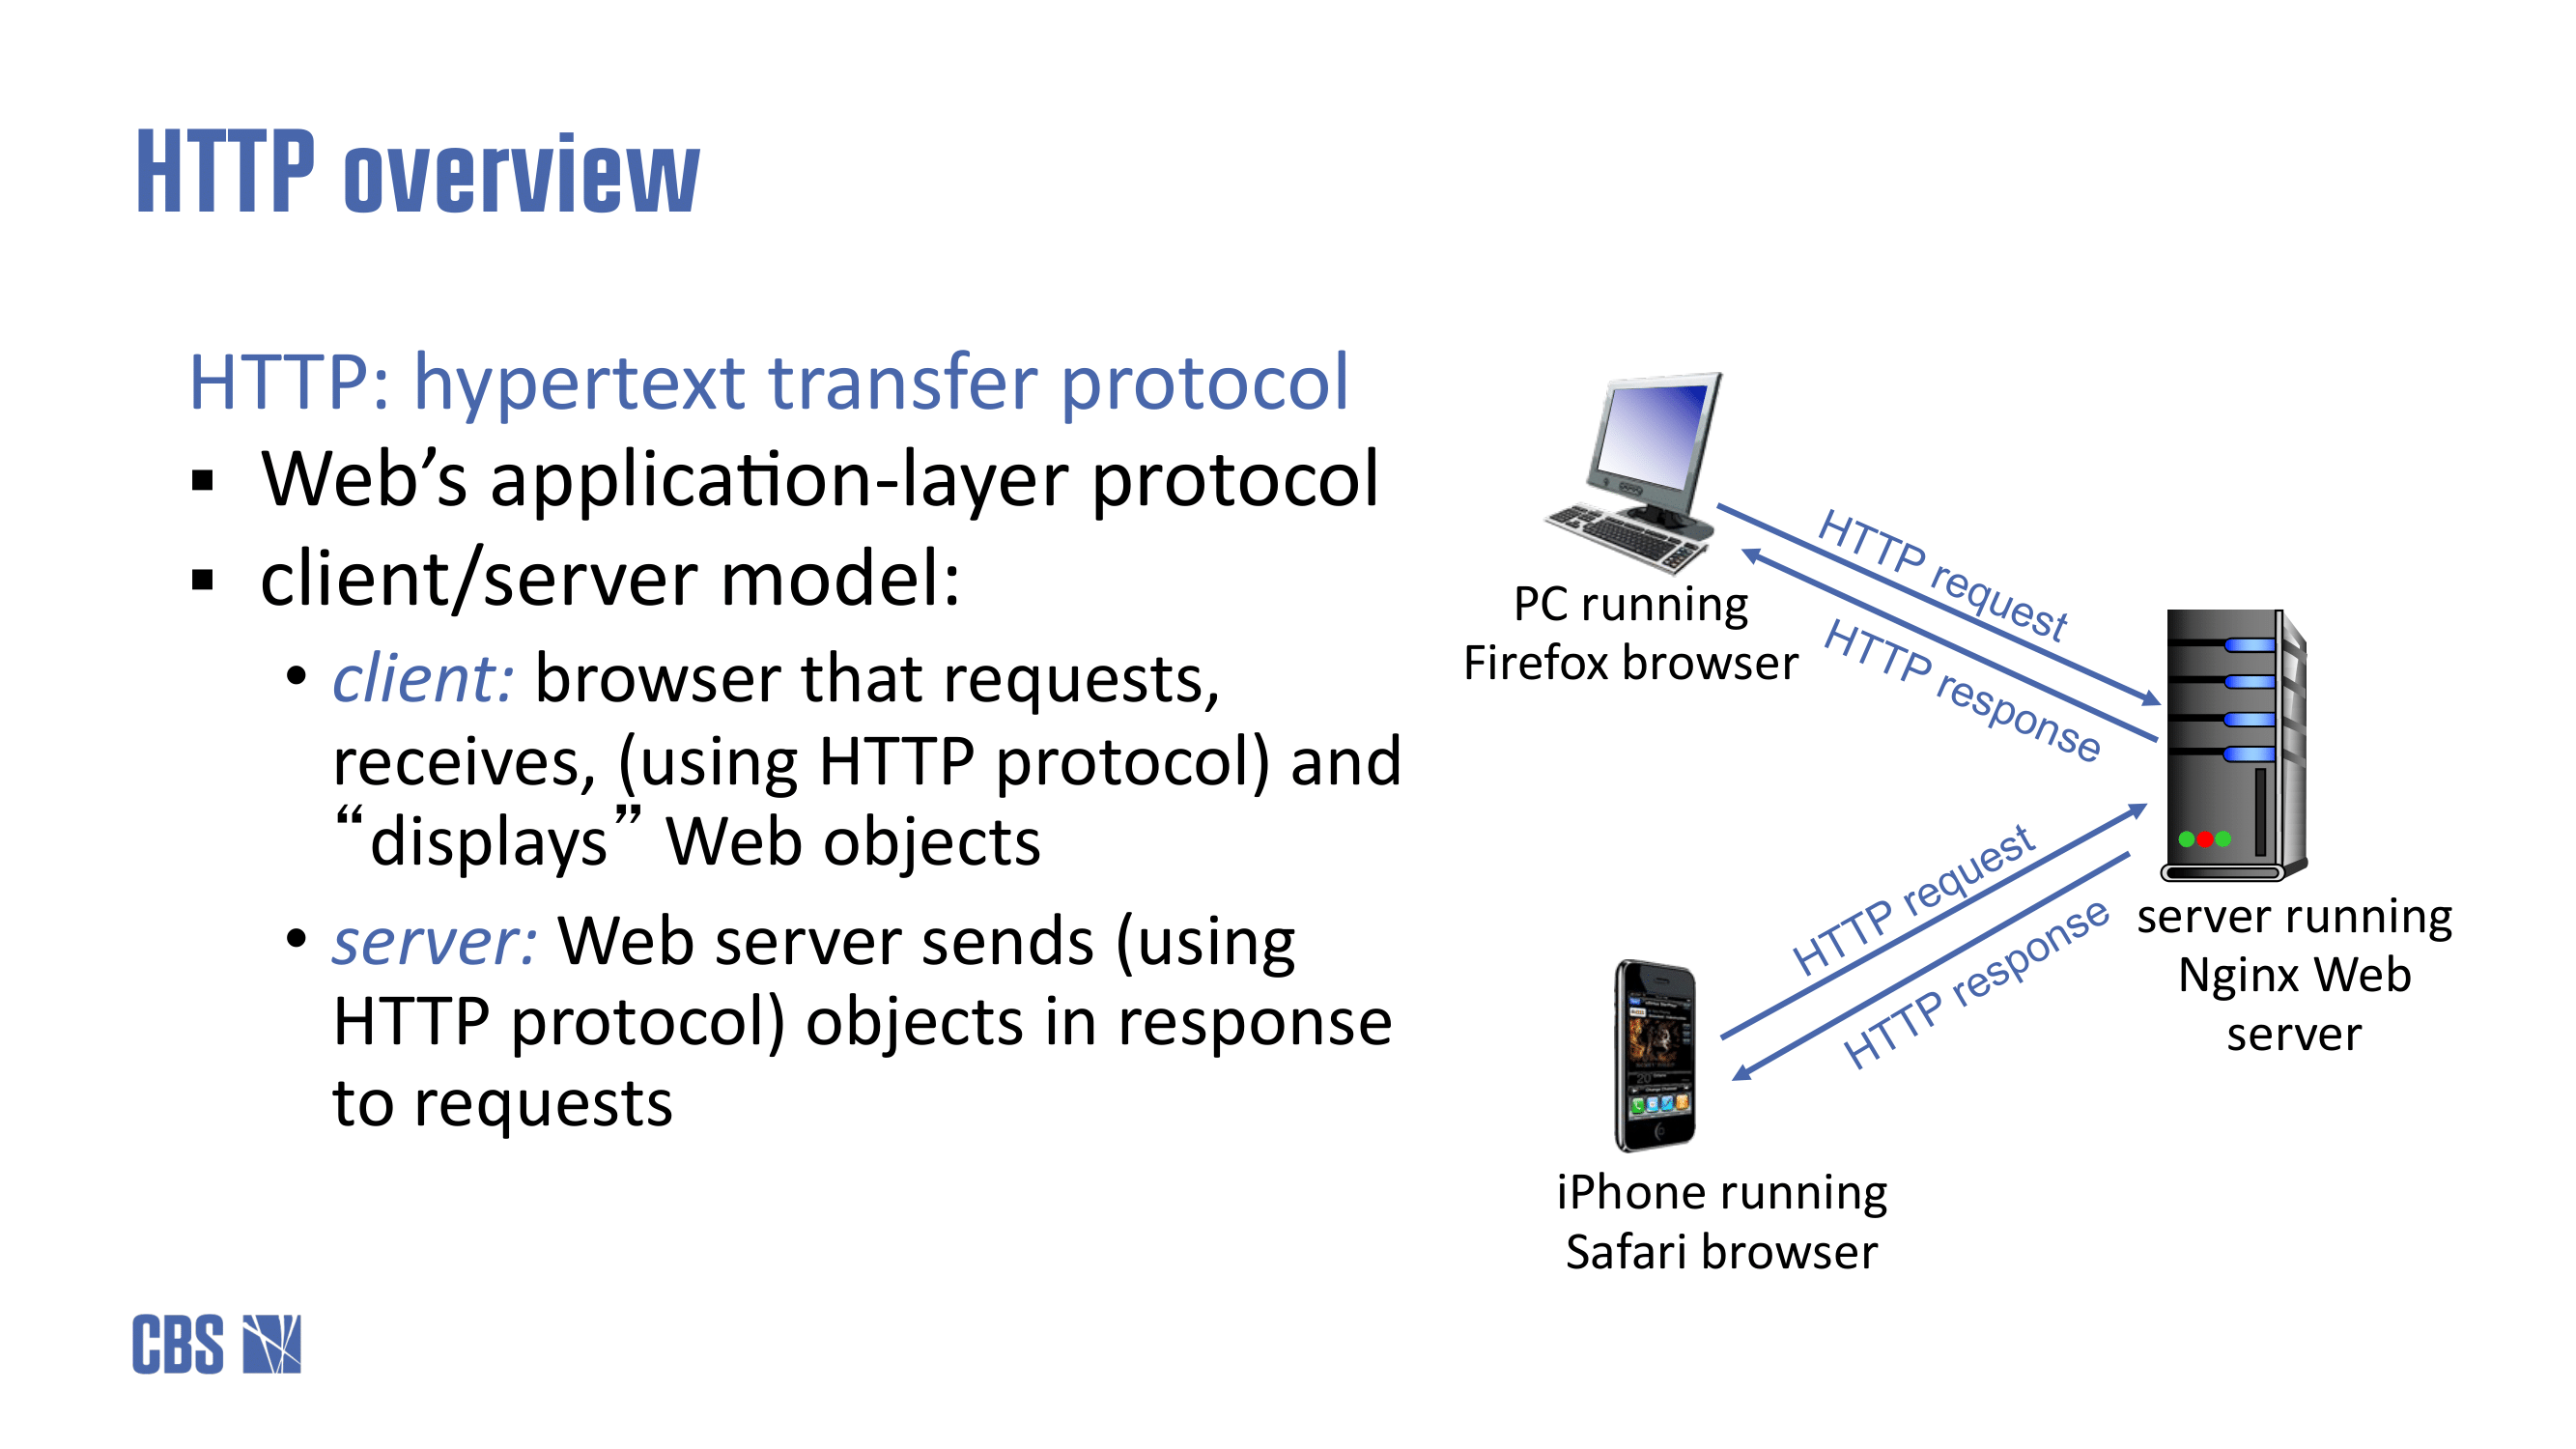 HTTP overview
HTTP: hypertext transfer protocol
▪ Web’s application-layer protocol
▪ client/server model:
• client: browser that requests,
receives, (using HTTP protocol) and
“displays” Web objects
• server: Web server sends (using
HTTP protocol) objects in response
to requests
PC running
Firefox browser
HTTP request
HTTP response
HTTP request
HTTP response
server running
Nginx Web
server
iPhone running
Safari browser
CBS